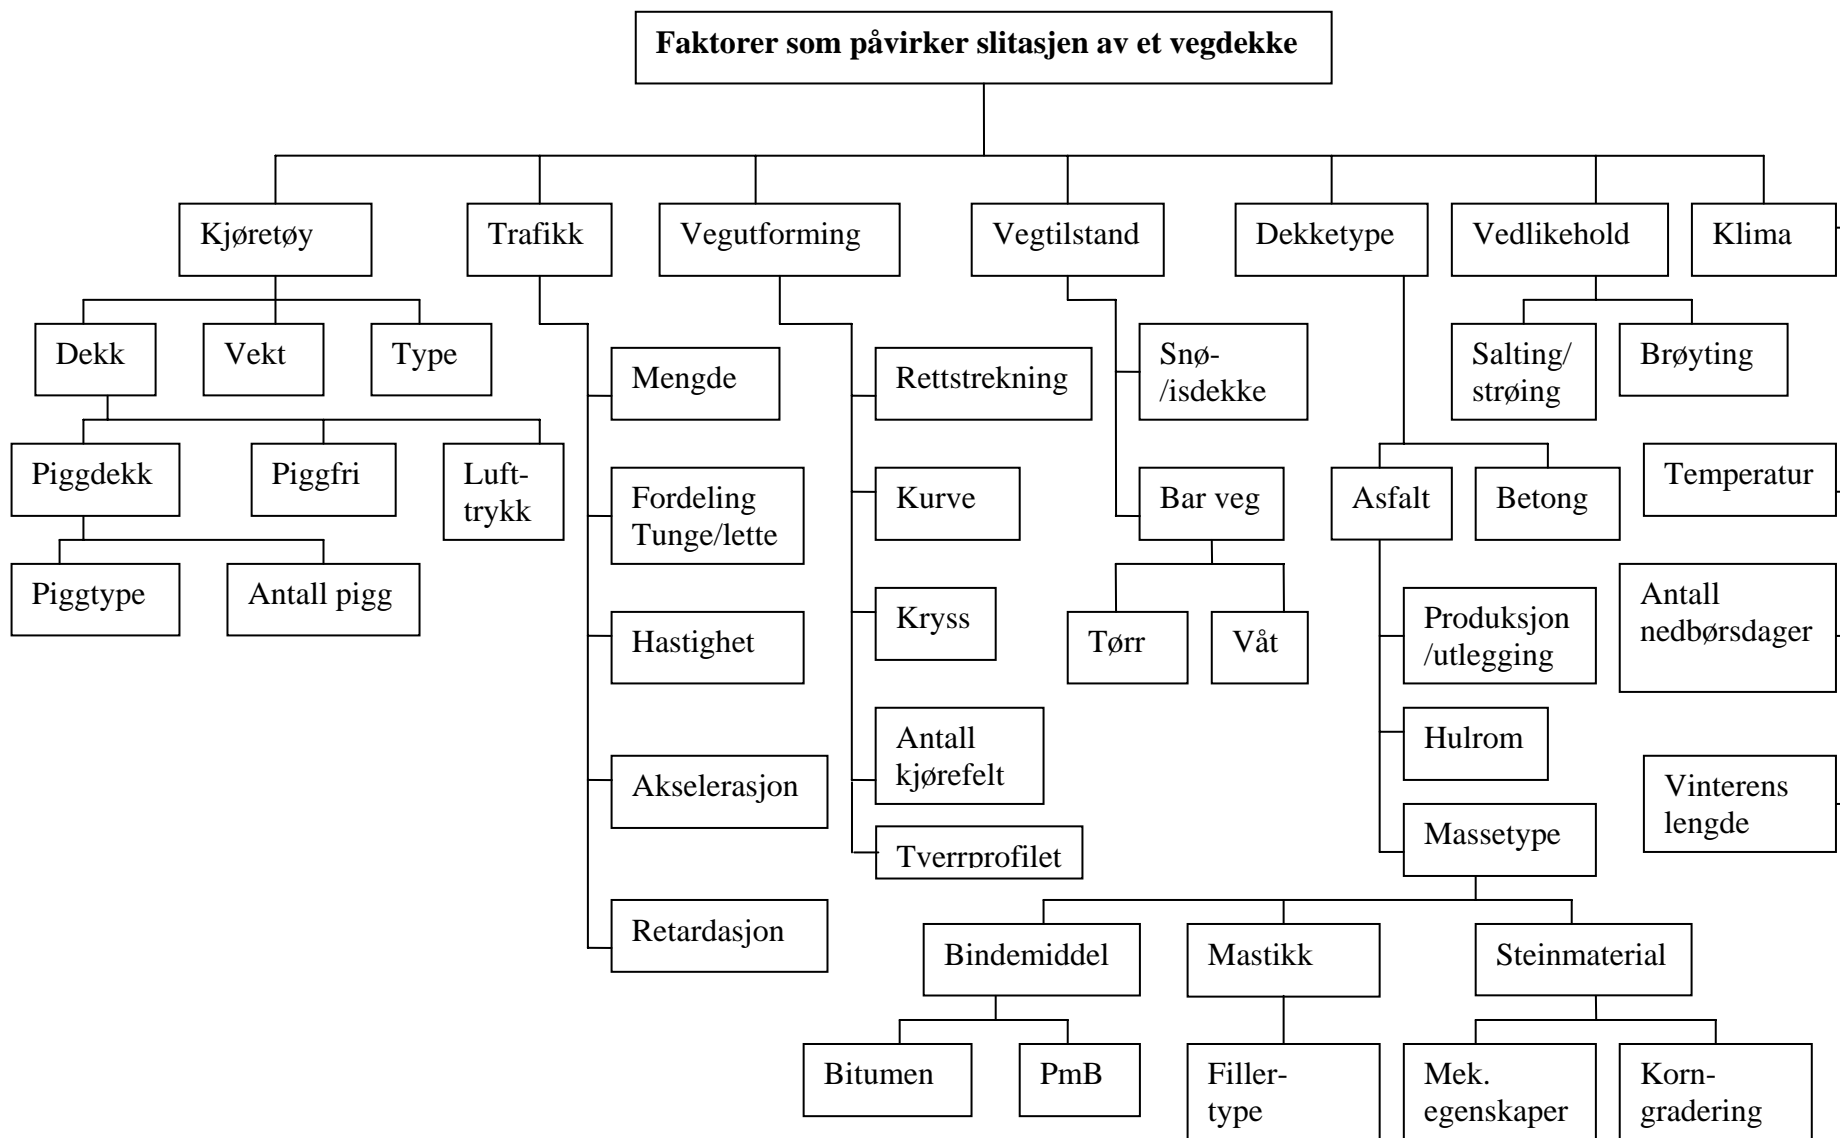 Faktorer som påvirker slitasjen av et vegdekke
Kjøretøy
Trafikk
Vegutforming
Vegtilstand
Dekketype
Vedlikehold
Klima
Dekk
Vekt
Type
Piggdekk
Piggfri
Luft-
trykk
Piggtype
Antall pigg
Mengde
Fordeling
Tunge/lette
Hastighet
Akselerasjon
Retardasjon
Rettstrekning
Kurve
Kryss
Antall
kjørefelt
Tverrprofilet
Snø-
/isdekke
Bar veg
Tørr
Våt
Asfalt
Betong
Produksjon
/utlegging
Hulrom
Massetype
Bindemiddel
Mastikk
Steinmaterial
Bitumen
PmB
Filler-
type
Mek.
egenskaper
Korn-
gradering
Salting/
strøing
Brøyting
Temperatur
Antall
nedbørsdager
Vinterens
lengde